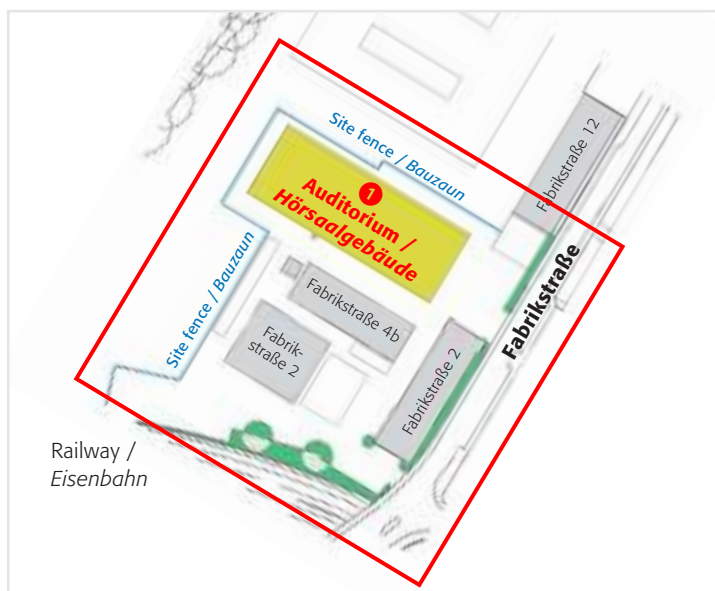 Site fence / Bauzaun
Fabrikstraße 12
1
Auditorium /
Hörsaalgebäude
Fabrikstraße
Site fence / Bauzaun
Fabrikstraße 4b
Fabrik-
straße 2
Fabrikstraße 2
Railway /
Eisenbahn